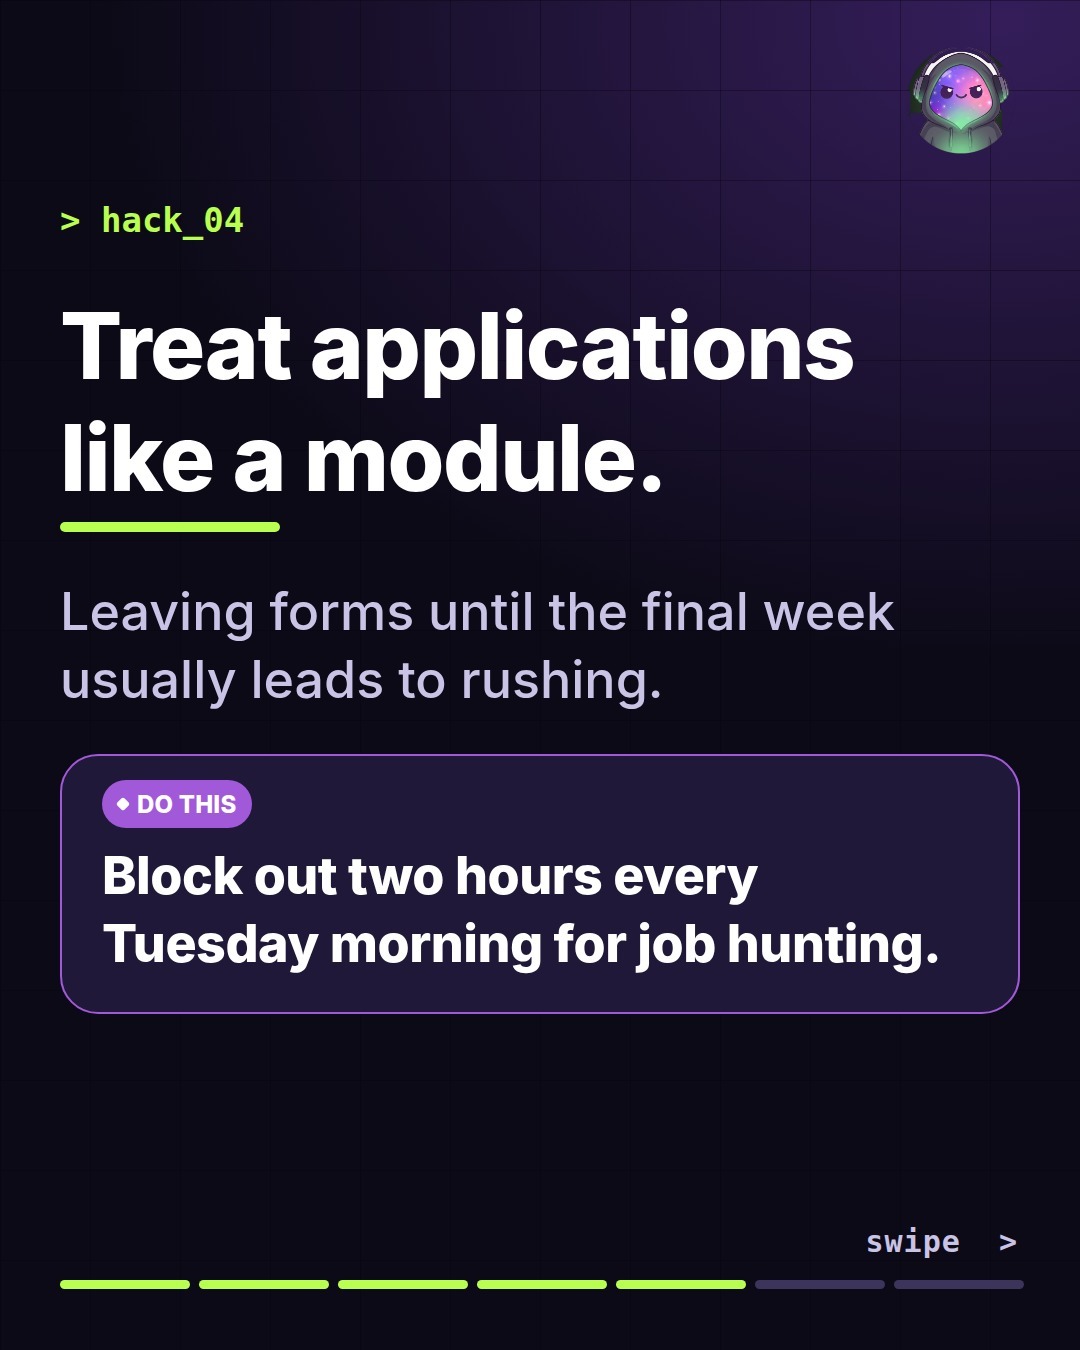 > hack_04
Treat applications
like a module.
Leaving forms until the final week
usually leads to rushing.
DO THIS
Block out two hours every
Tuesday morning for job hunting.
swipe >